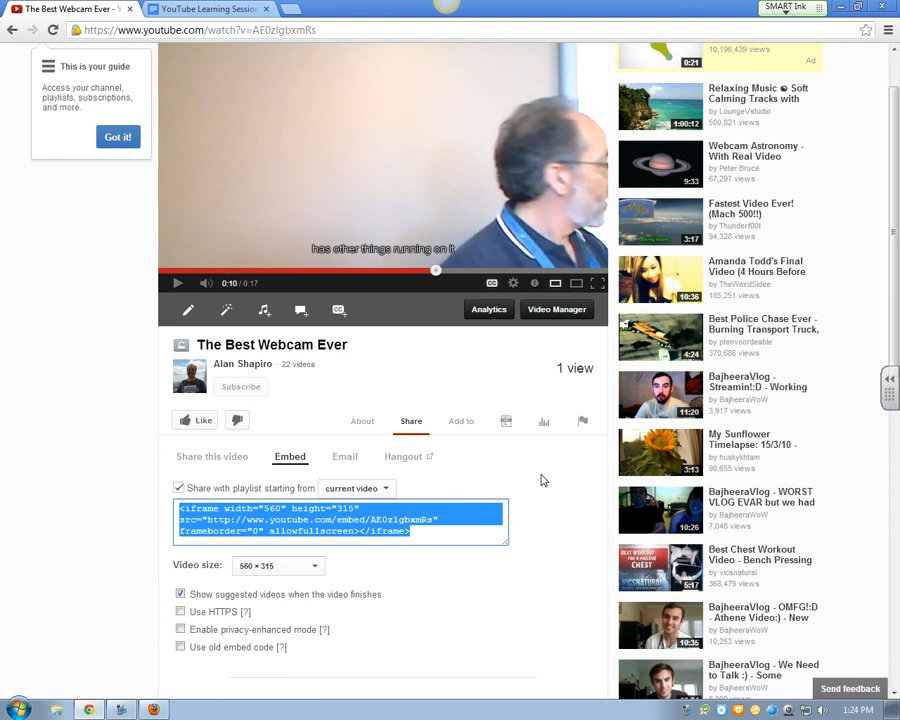 The Best Webcam Ever - Y
YouTube Learning Session
SMART Ink
https://www.youtube.com/watch?v=AE0zlgbxmRs
This is your guide
Access your channel,
playlists, subscriptions,
and more.
Got it!
has other things running on it
0:10 / 0:17
CC
CC
Analytics
Video Manager
The Best Webcam Ever
Alan Shapiro · 22 videos
Subscribe
1 view
Like
About
Share
Add to
Share this video
Embed
Email
Hangout
Share with playlist starting from
current video
<iframe width="560" height="315"
src="http://www.youtube.com/embed/AE0zlgbxmRs"
frameborder="0" allowfullscreen></iframe>
Video size:
560 × 315
Show suggested videos when the video finishes
Use HTTPS [?]
Enable privacy-enhanced mode [?]
Use old embed code [?]
0:21
10,196,439 views
Ad
1:00:12
Relaxing Music ☯ Soft
Calming Tracks with
by LoungeVstudio
500,821 views
9:33
Webcam Astronomy -
With Real Video
by Peter Bruce
67,297 views
3:17
Fastest Video Ever!
(Mach 500!!)
by Thunderf00t
94,328 views
10:36
Amanda Todd's Final
Video (4 Hours Before
by TheWeirdSidee
185,251 views
4:24
Best Police Chase Ever -
Burning Transport Truck,
by ptenvoordeable
370,686 views
11:20
BajheeraVlog -
Streamin!:D - Working
by BajheeraWoW
3,917 views
3:13
My Sunflower
Timelapse: 15/3/10 -
by huskykhtam
90,655 views
10:26
BajheeraVlog - WORST
VLOG EVAR but we had
by BajheeraWoW
7,048 views
BEST WORKOUT
FOR A MASSIVE
CHEST
5:17
Best Chest Workout
Video - Bench Pressing
by vicsnatural
368,479 views
10:35
BajheeraVlog - OMFG!:D
- Athene Video:) - New
by BajheeraWoW
10,253 views
BajheeraVlog - We Need
to Talk :) - Some
by BajheeraWoW
Send feedback
1:24 PM